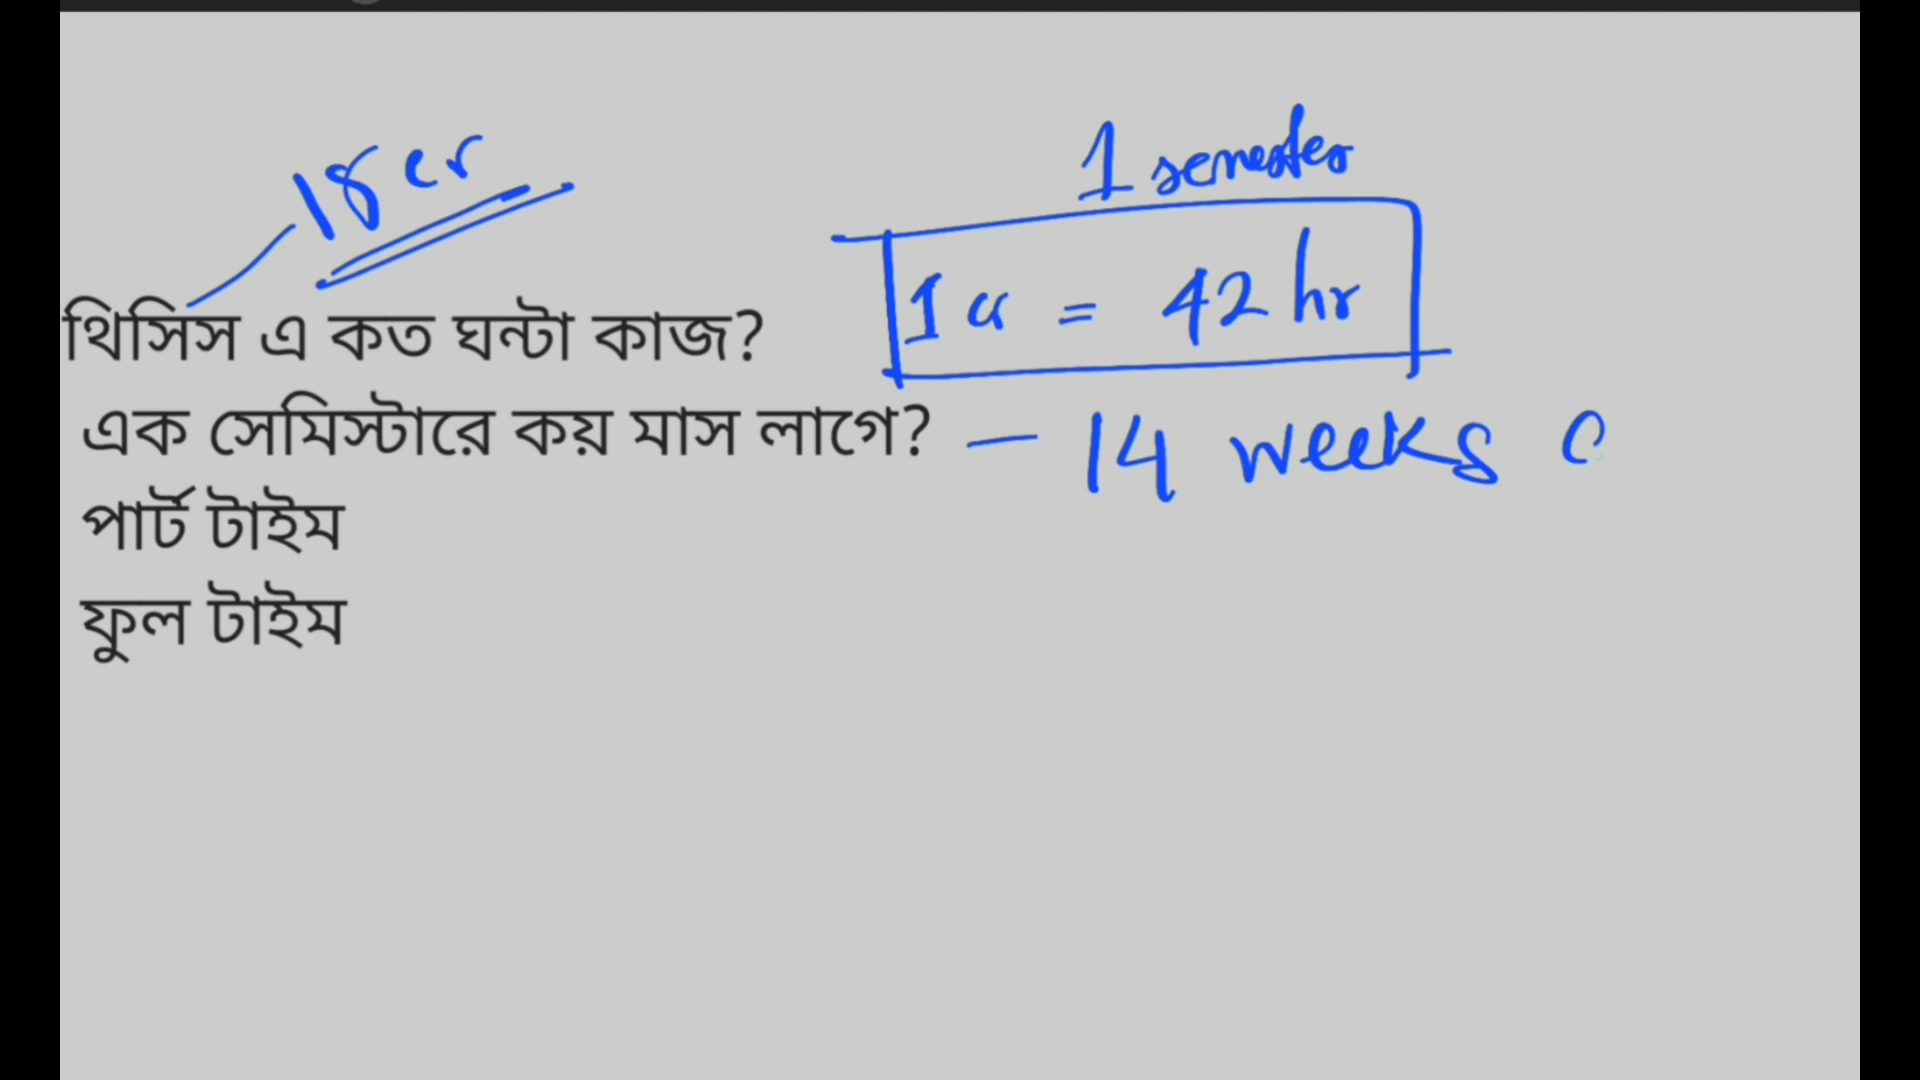 18 cr
1 semester
1 cr = 42 hr
থিসিস এ কত ঘন্টা কাজ?
এক সেমিস্টারে কয় মাস লাগে? — 14 weeks
পার্ট টাইম
ফুল টাইম